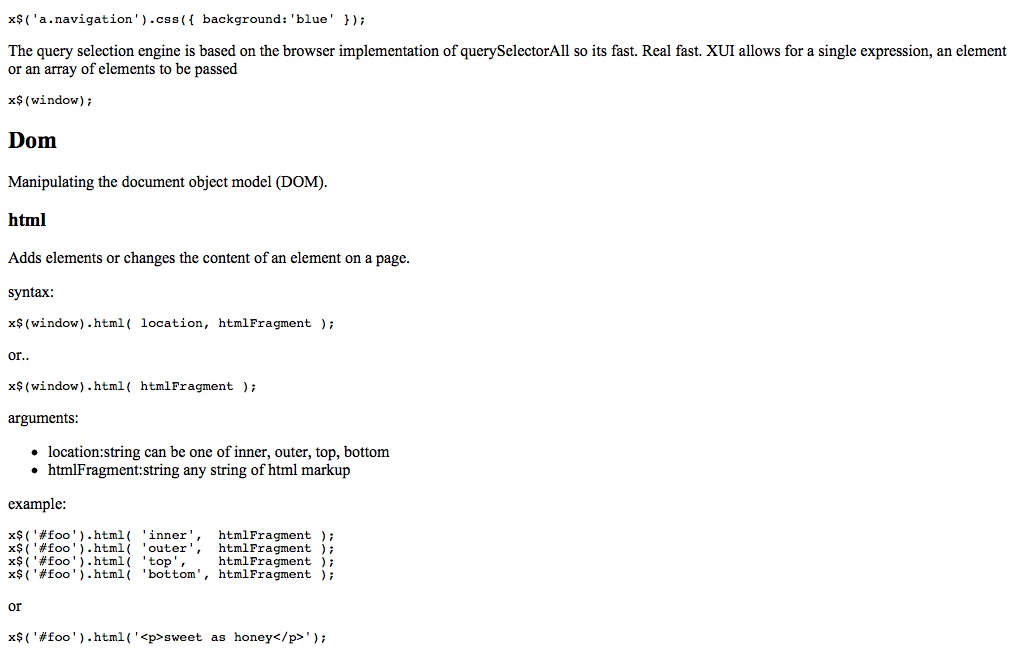 x$('a.navigation').css({ background:'blue' });
The query selection engine is based on the browser implementation of querySelectorAll so its fast. Real fast. XUI allows for a single expression, an element
or an array of elements to be passed
x$(window);
Dom
Manipulating the document object model (DOM).
html
Adds elements or changes the content of an element on a page.
syntax:
x$(window).html( location, htmlFragment );
or..
x$(window).html( htmlFragment );
arguments:
• location:string can be one of inner, outer, top, bottom
• htmlFragment:string any string of html markup
example:
x$('#foo').html( 'inner',  htmlFragment );
x$('#foo').html( 'outer',  htmlFragment );
x$('#foo').html( 'top',    htmlFragment );
x$('#foo').html( 'bottom', htmlFragment );
or
x$('#foo').html('<p>sweet as honey</p>');